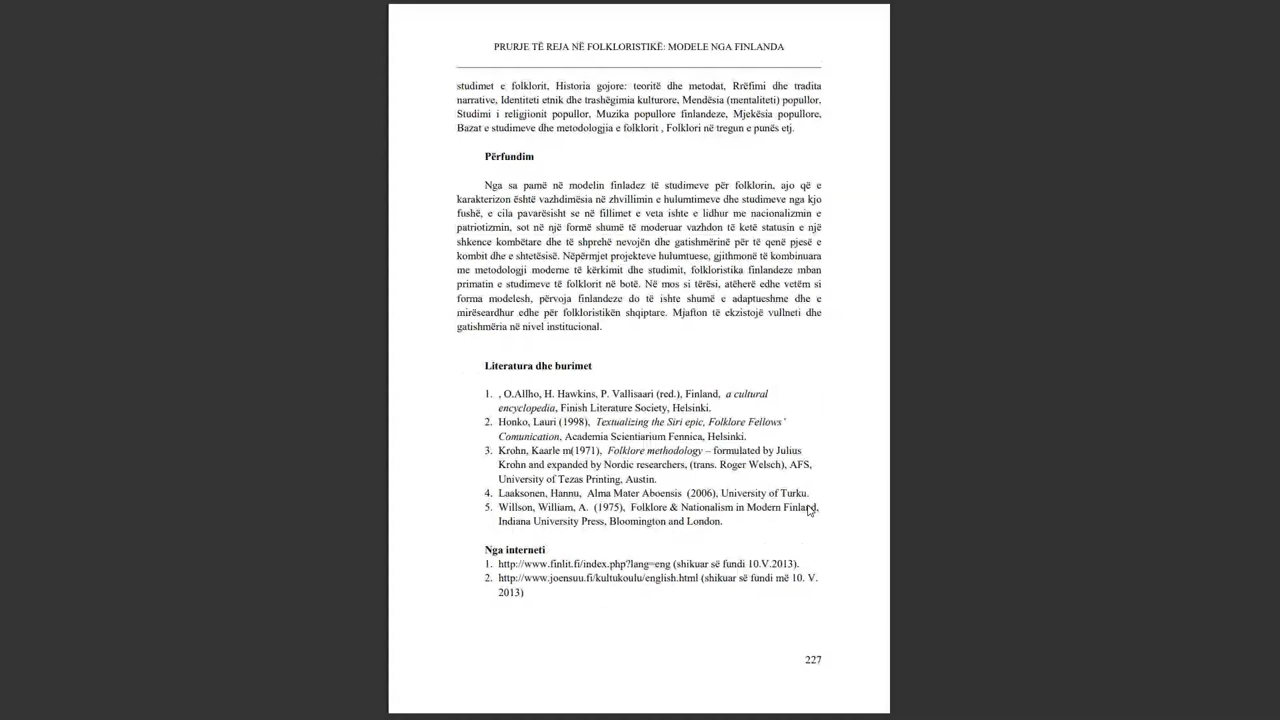 PRURJE TË REJA NË FOLKLORISTIKË: MODELE NGA FINLANDA
studimet e folklorit, Historia gojore: teoritë dhe metodat, Rrëfimi dhe tradita
narrative, Identiteti etnik dhe trashëgimia kulturore, Mendësia (mentaliteti) popullor,
Studimi i religjionit popullor, Muzika popullore finlandeze, Mjekësia popullore,
Bazat e studimeve dhe metodologjia e folklorit , Folklori në tregun e punës etj.
Përfundim
Nga sa pamë në modelin finladez të studimeve për folklorin, ajo që e
karakterizon është vazhdimësia në zhvillimin e hulumtimeve dhe studimeve nga kjo
fushë, e cila pavarësisht se në fillimet e veta ishte e lidhur me nacionalizmin e
patriotizmin, sot në një formë shumë të moderuar vazhdon të ketë statusin e një
shkence kombëtare dhe të shprehë nevojën dhe gatishmërinë për të qenë pjesë e
kombit dhe e shtetësisë. Nëpërmjet projekteve hulumtuese, gjithmonë të kombinuara
me metodologji moderne të kërkimit dhe studimit, folkloristika finlandeze mban
primatin e studimeve të folklorit në botë. Në mos si tërësi, atëherë edhe vetëm si
forma modelesh, përvoja finlandeze do të ishte shumë e adaptueshme dhe e
mirëseardhur edhe për folkloristikën shqiptare. Mjafton të ekzistojë vullneti dhe
gatishmëria në nivel institucional.
Literatura dhe burimet
1. , O.Allho, H. Hawkins, P. Vallisaari (red.), Finland, a cultural
encyclopedia, Finish Literature Society, Helsinki.
2. Honko, Lauri (1998), Textualizing the Siri epic, Folklore Fellows’
Comunication, Academia Scientiarium Fennica, Helsinki.
3. Krohn, Kaarle m(1971), Folklore methodology – formulated by Julius
Krohn and expanded by Nordic researchers, (trans. Roger Welsch), AFS,
University of Tezas Printing, Austin.
4. Laaksonen, Hannu, Alma Mater Aboensis (2006), University of Turku.
5. Willson, William, A. (1975), Folklore & Nationalism in Modern Finland,
Indiana University Press, Bloomington and London.
Nga interneti
1. http://www.finlit.fi/index.php?lang=eng (shikuar së fundi 10.V.2013).
2. http://www.joensuu.fi/kultukoulu/english.html (shikuar së fundi më 10. V.
2013)
227